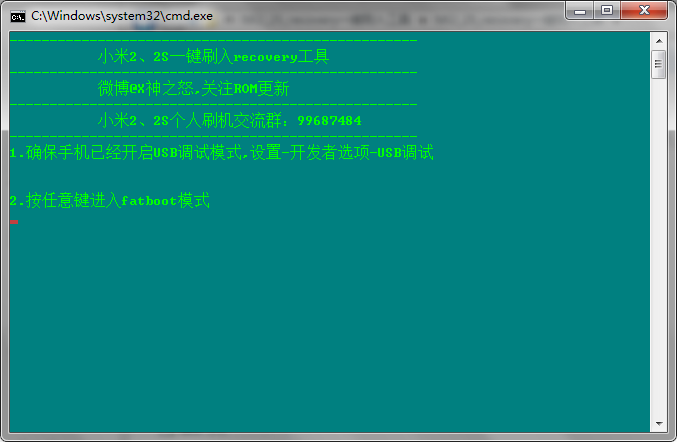 C:\Windows\system32\cmd.exe
小米2、2S一键刷入recovery工具
微博@X神之怒,关注ROM更新
小米2、2S个人刷机交流群：99687484
1.确保手机已经开启USB调试模式,设置-开发者选项-USB调试
2.按任意键进入fatboot模式